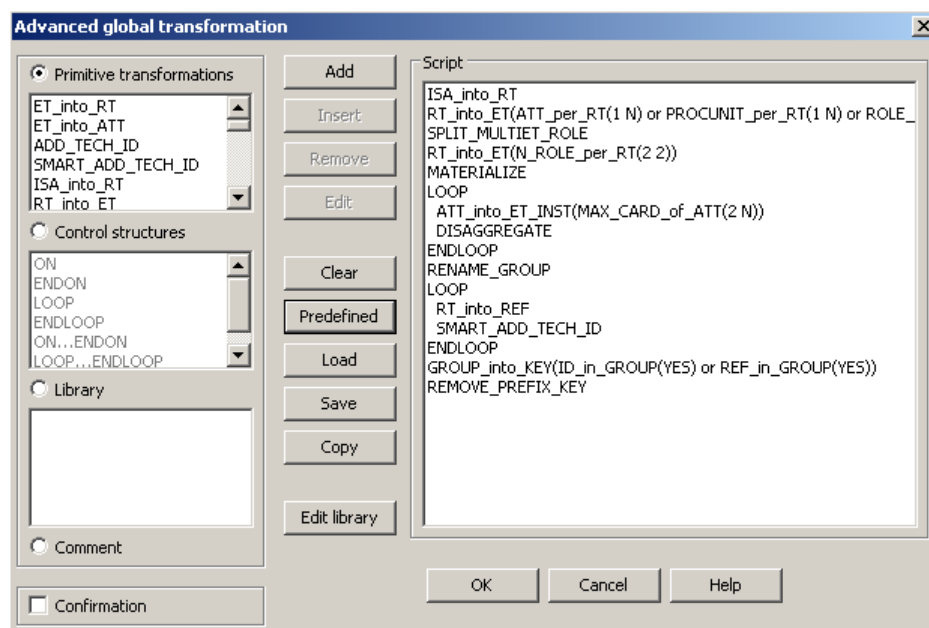 Advanced global transformation
Primitive transformations
ET_into_RT
ET_into_ATT
ADD_TECH_ID
SMART_ADD_TECH_ID
ISA_into_RT
RT_into_ET
Control structures
ON
ENDON
LOOP
ENDLOOP
ON...ENDON
LOOP...ENDLOOP
Library
Comment
Confirmation
Add
Insert
Remove
Edit
Clear
Predefined
Load
Save
Copy
Edit library
Script
ISA_into_RT
RT_into_ET(ATT_per_RT(1 N) or PROCUNIT_per_RT(1 N) or ROLE_
SPLIT_MULTIET_ROLE
RT_into_ET(N_ROLE_per_RT(2 2))
MATERIALIZE
LOOP
ATT_into_ET_INST(MAX_CARD_of_ATT(2 N))
DISAGGREGATE
ENDLOOP
RENAME_GROUP
LOOP
RT_into_REF
SMART_ADD_TECH_ID
ENDLOOP
GROUP_into_KEY(ID_in_GROUP(YES) or REF_in_GROUP(YES))
REMOVE_PREFIX_KEY
OK
Cancel
Help